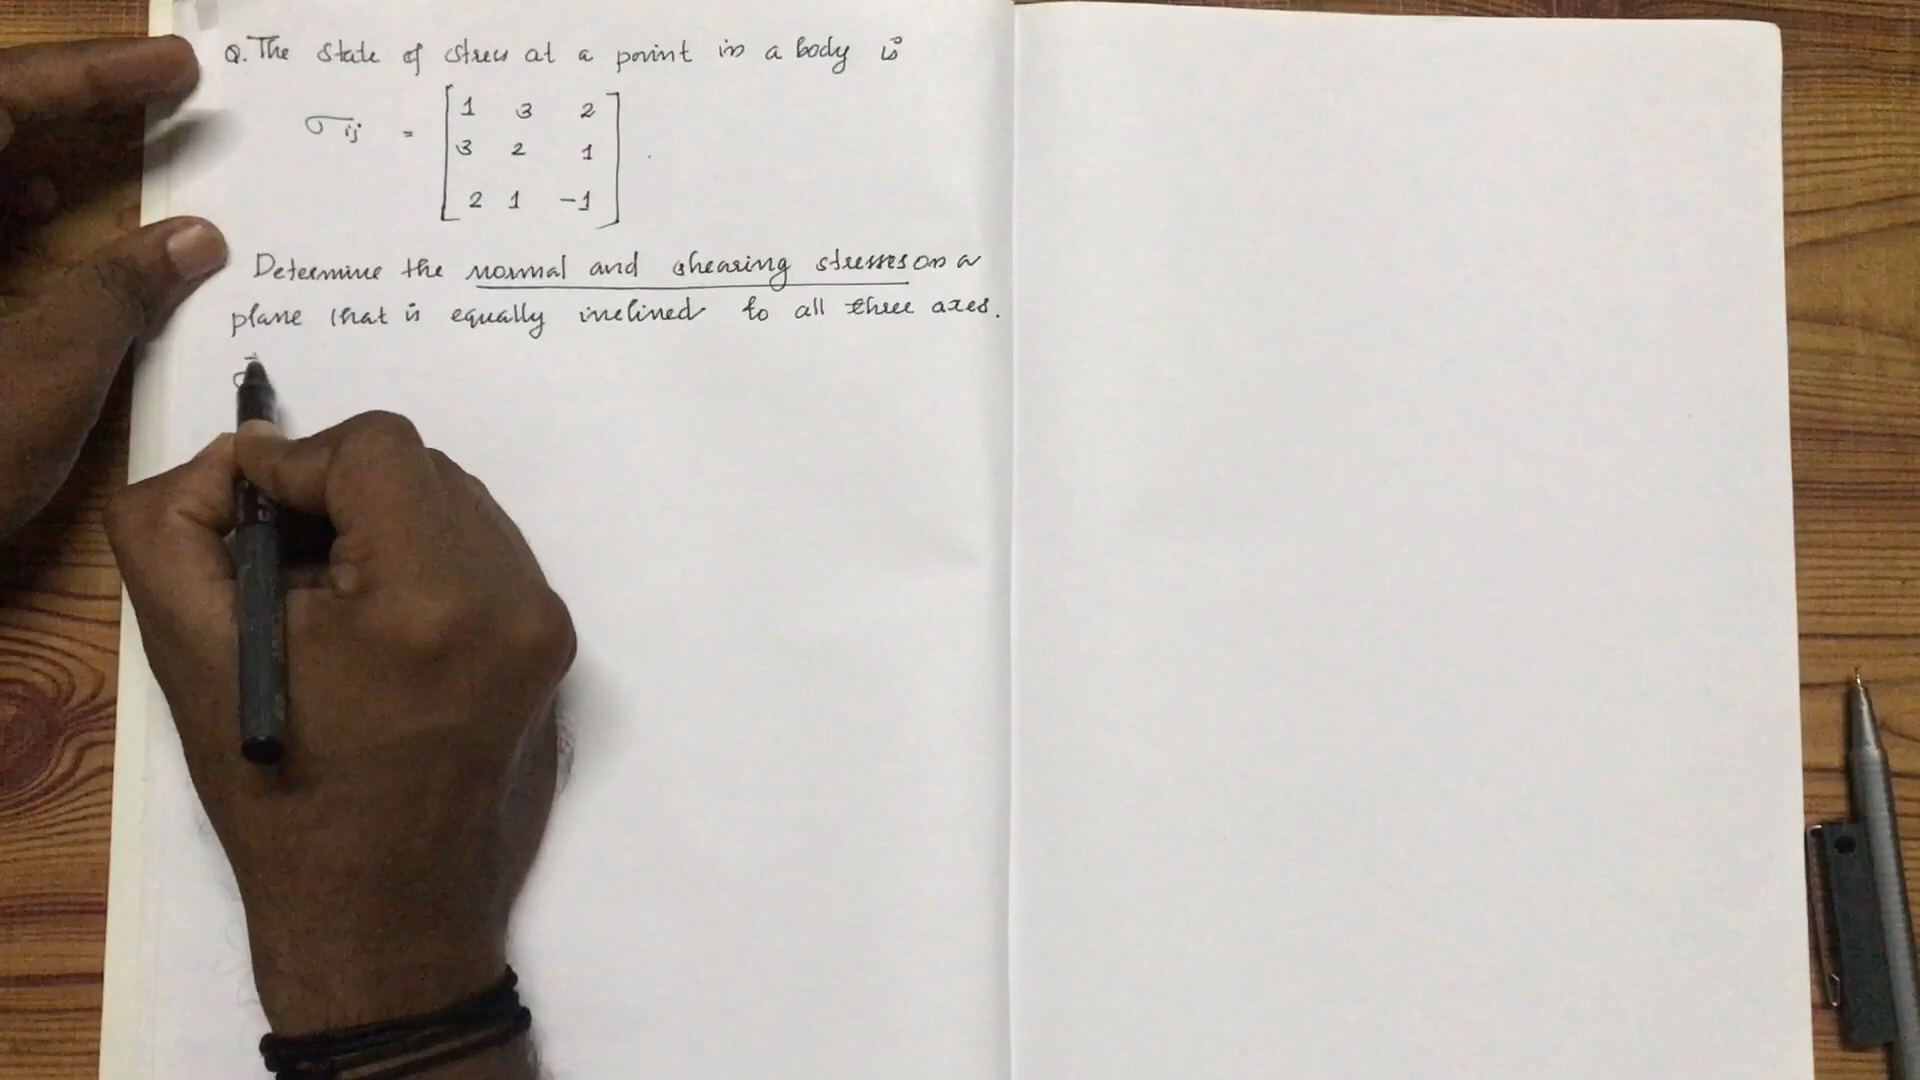 Q. The state of stress at a point in a body is
σij = [ 1 3 2
3 2 1
2 1 -1 ] .
Determine the normal and shearing stresses on a
plane that is equally inclined to all three axes.